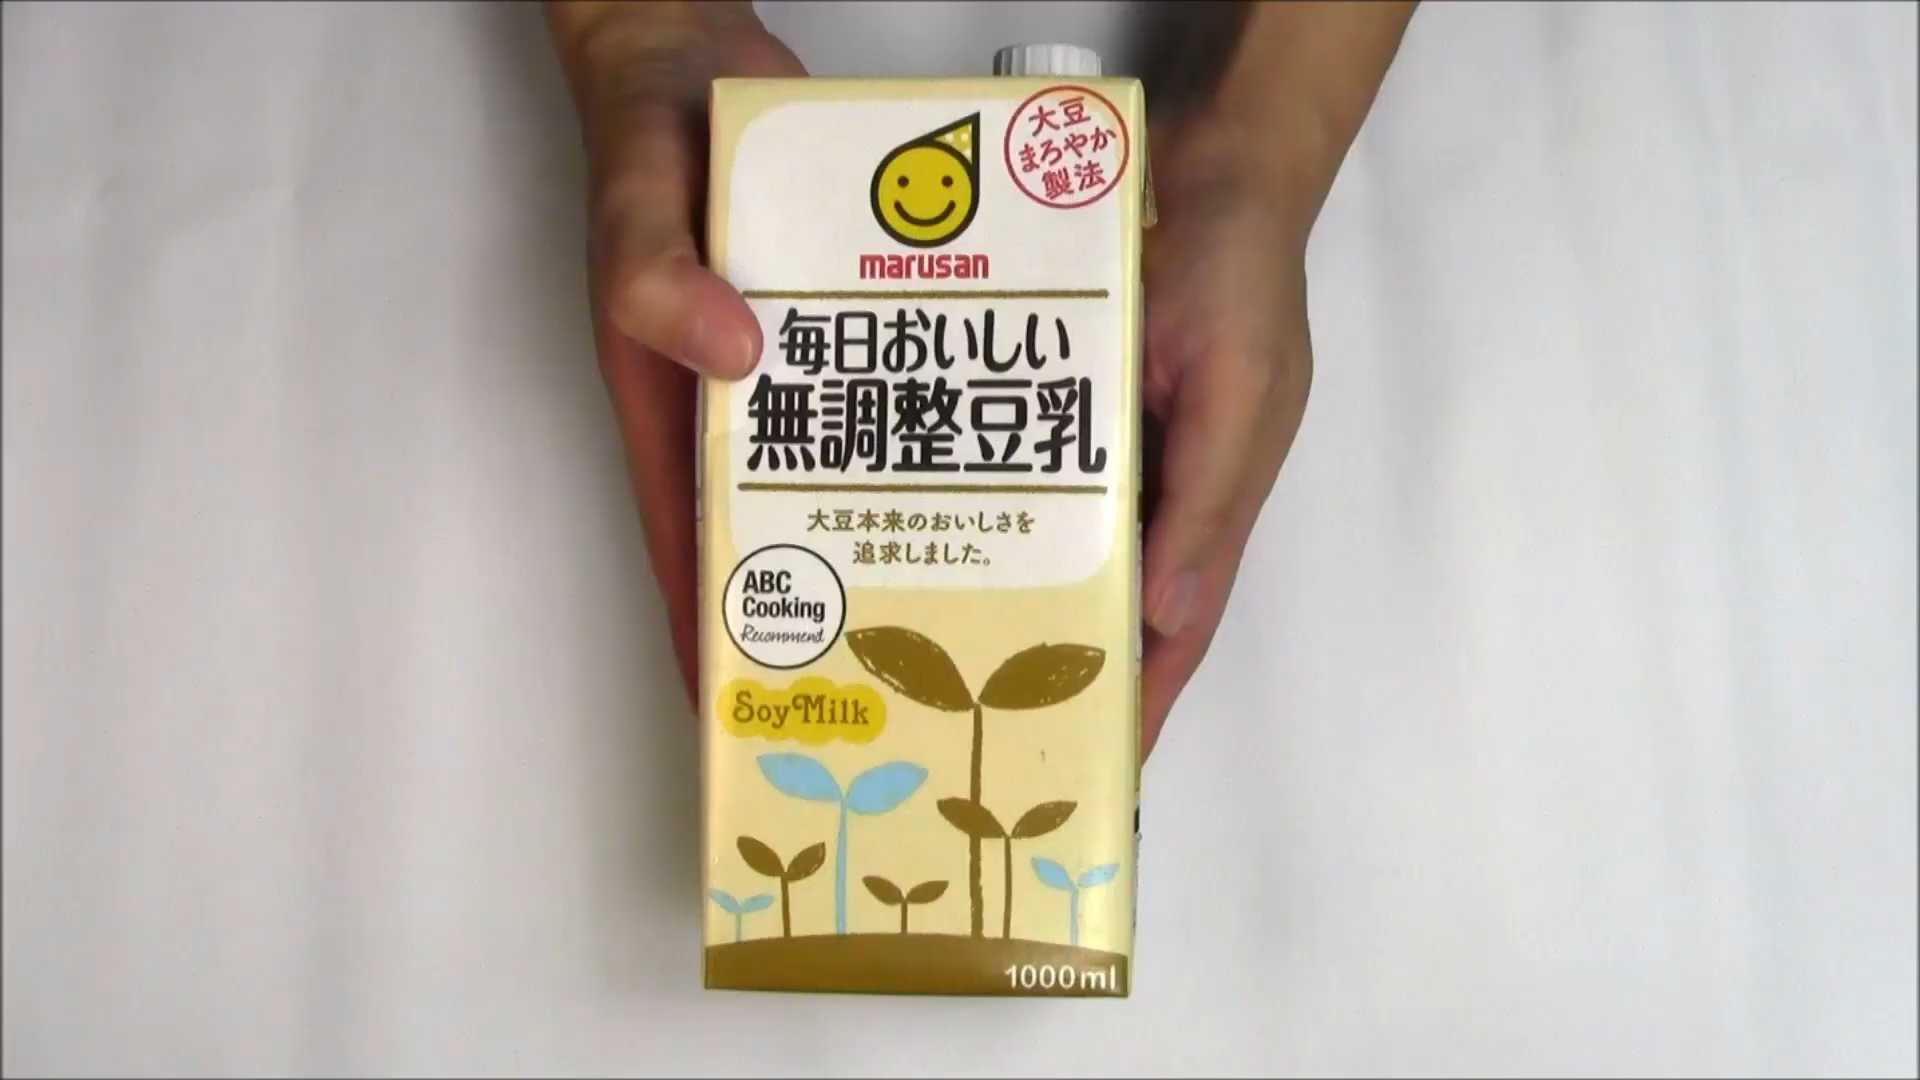 大豆
まろやか
製法
marusan
毎日おいしい
無調整豆乳
大豆本来のおいしさを
追求しました。
ABC
Cooking
Recommend
Soy Milk
1000ml